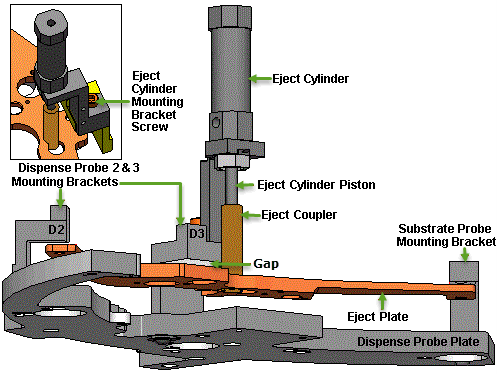 Eject
Cylinder
Mounting
Bracket
Screw
Eject Cylinder
Dispense Probe 2 & 3
Mounting Brackets
Eject Cylinder Piston
Eject Coupler
D2
D3
Substrate Probe
Mounting Bracket
Gap
Eject Plate
Dispense Probe Plate